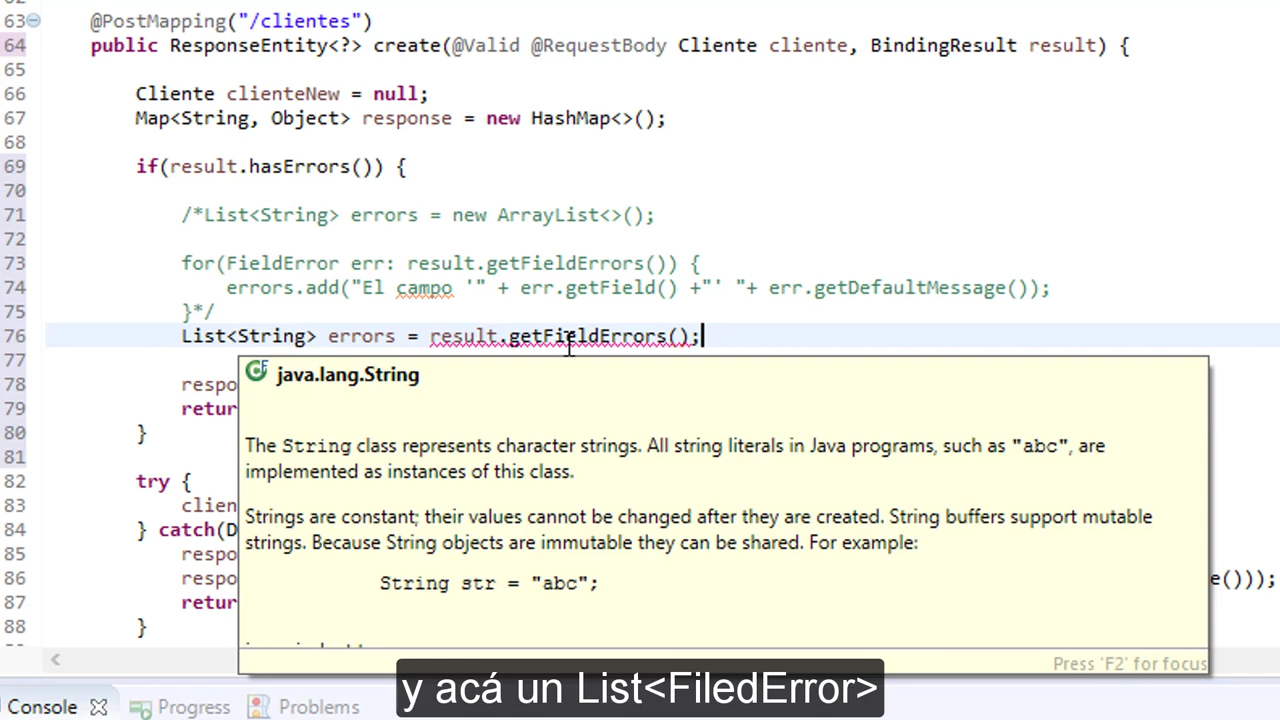 63 @PostMapping("/clientes")
64 public ResponseEntity<?> create(@Valid @RequestBody Cliente cliente, BindingResult result) {
65
66 Cliente clienteNew = null;
67 Map<String, Object> response = new HashMap<>();
68
69 if(result.hasErrors()) {
70
71 /*List<String> errors = new ArrayList<>();
72
73 for(FieldError err: result.getFieldErrors()) {
74 errors.add("El campo '" + err.getField() +"' "+ err.getDefaultMessage());
75 }*/
76 List<String> errors = result.getFieldErrors();
77
java.lang.String
78 respo
79 retur
80 }
The String class represents character strings. All string literals in Java programs, such as "abc", are
81
implemented as instances of this class.
82 try {
83 clien
Strings are constant; their values cannot be changed after they are created. String buffers support mutable
84 } catch(D
strings. Because String objects are immutable they can be shared. For example:
85 respo
86 respo e()));
String str = "abc";
87 retur
88 }
Press 'F2' for focus
y acá un List<FiledError>
Console Progress Problems